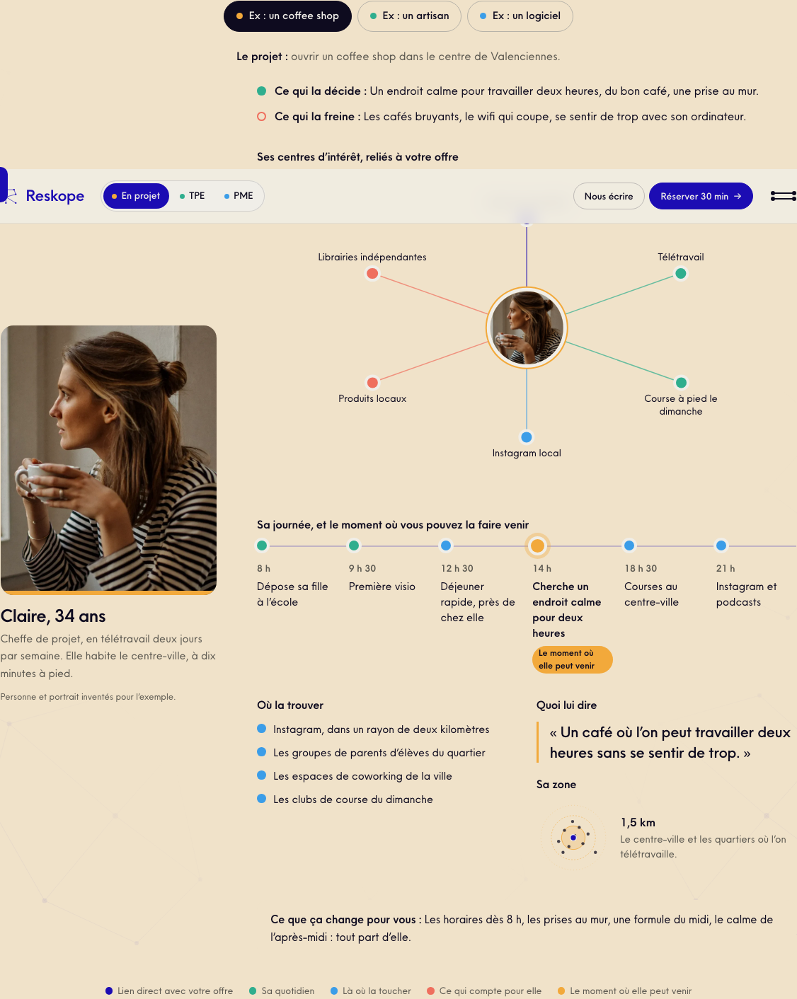 Ex : un coffee shop
Ex : un artisan
Ex : un logiciel
Le projet : ouvrir un coffee shop dans le centre de Valenciennes.
Ce qui la décide : Un endroit calme pour travailler deux heures, du bon café, une prise au mur.
Ce qui la freine : Les cafés bruyants, le wifi qui coupe, se sentir de trop avec son ordinateur.
Ses centres d'intérêt, reliés à votre offre
Reskope
En projet
TPE
PME
Nous écrire
Réserver 30 min →
Librairies indépendantes
Télétravail
Produits locaux
Course à pied le
dimanche
Instagram local
Claire, 34 ans
Cheffe de projet, en télétravail deux jours
par semaine. Elle habite le centre-ville, à dix
minutes à pied.
Personne et portrait inventés pour l'exemple.
Sa journée, et le moment où vous pouvez la faire venir
8 h
Dépose sa fille
à l'école
9 h 30
Première visio
12 h 30
Déjeuner
rapide, près de
chez elle
14 h
Cherche un
endroit calme
pour deux
heures
Le moment où
elle peut venir
18 h 30
Courses au
centre-ville
21 h
Instagram et
podcasts
Où la trouver
Instagram, dans un rayon de deux kilomètres
Les groupes de parents d'élèves du quartier
Les espaces de coworking de la ville
Les clubs de course du dimanche
Quoi lui dire
« Un café où l'on peut travailler deux
heures sans se sentir de trop. »
Sa zone
1,5 km
Le centre-ville et les quartiers où l'on
télétravaille.
Ce que ça change pour vous : Les horaires dès 8 h, les prises au mur, une formule du midi, le calme de
l'après-midi : tout part d'elle.
Lien direct avec votre offre
Sa quotidien
Là où la toucher
Ce qui compte pour elle
Le moment où elle peut venir